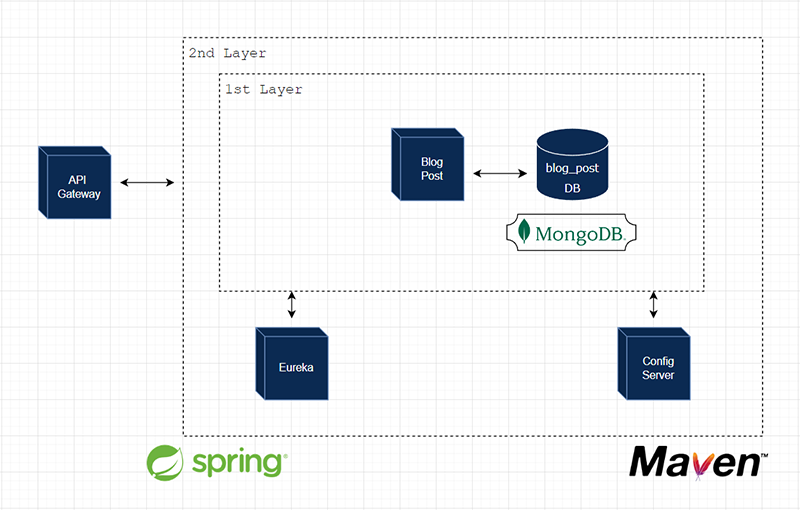 2nd Layer
1st Layer
API
Gateway
Blog
Post
blog_post
DB
MongoDB
Eureka
Config
Server
spring®
Maven™